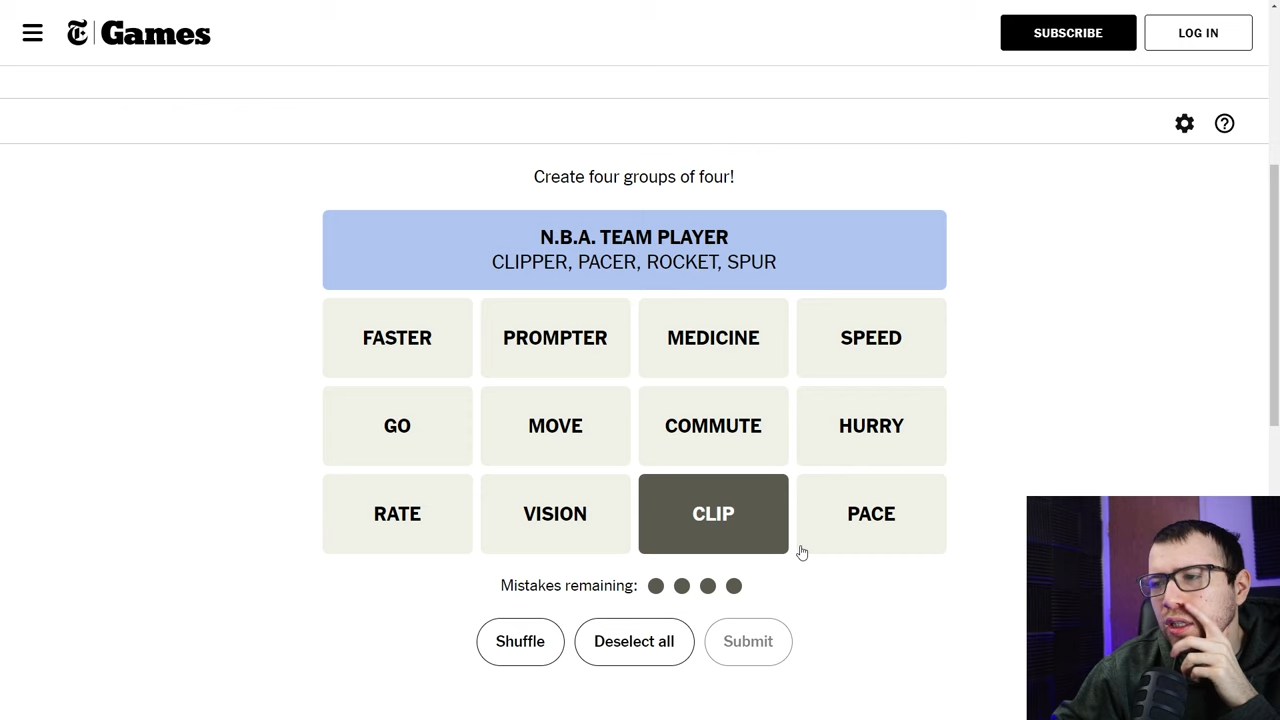 Games
SUBSCRIBE
LOG IN
Create four groups of four!
N.B.A. TEAM PLAYER
CLIPPER, PACER, ROCKET, SPUR
FASTER PROMPTER MEDICINE SPEED
GO MOVE COMMUTE HURRY
RATE VISION CLIP PACE
Mistakes remaining:
Shuffle Deselect all Submit